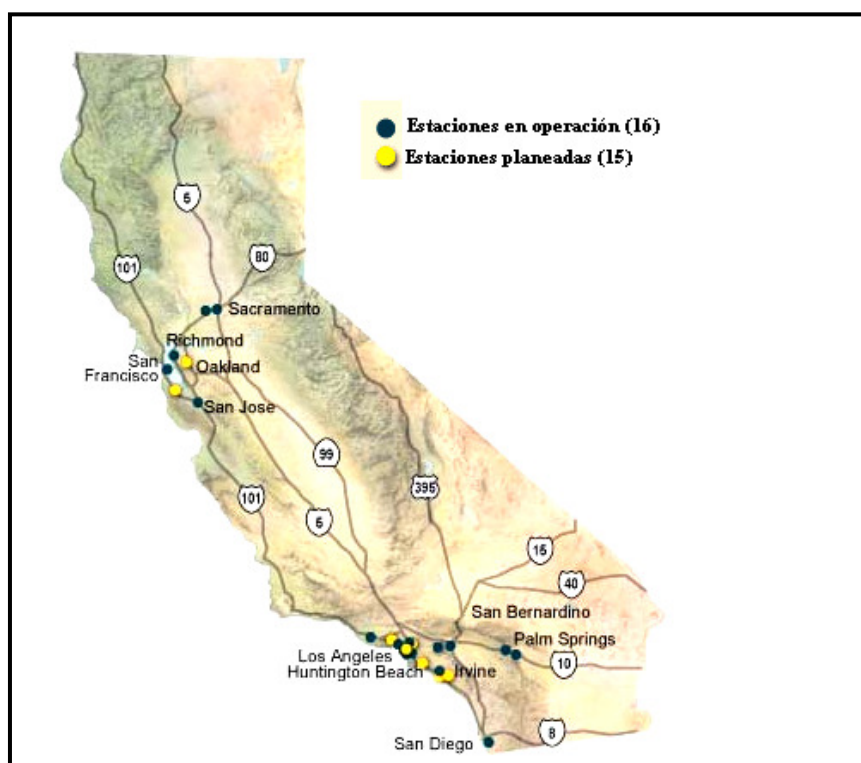 Estaciones en operación (16)
Estaciones planeadas (15)
5
80
101
Sacramento
Richmond
San
Francisco
Oakland
San Jose
99
395
101
5
15
40
San Bernardino
Palm Springs
Los Angeles
10
Huntington Beach
Irvine
San Diego
8